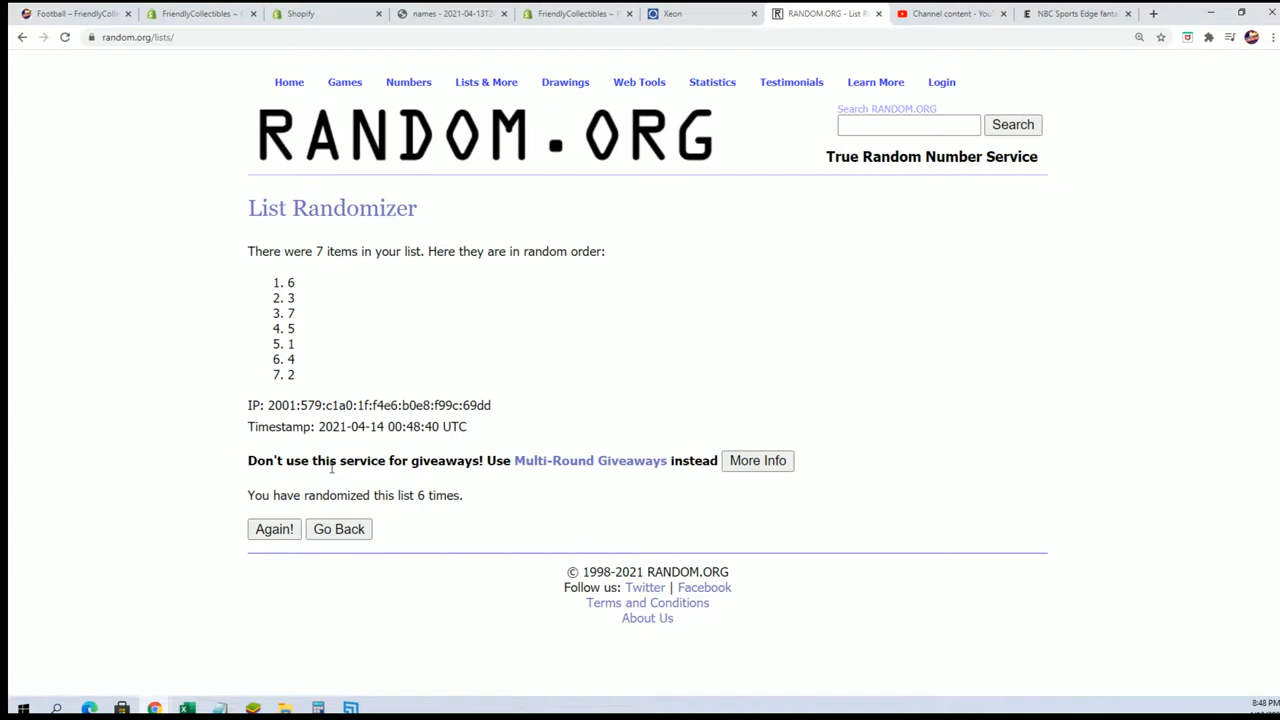 Football – FriendlyColle
FriendlyCollectibles ~ C
Shopify
names - 2021-04-13T2
FriendlyCollectibles ~ F
Xeon
RANDOM.ORG - List R
Channel content - You
NBC Sports Edge fanta
random.org/lists/
Home Games Numbers Lists & More Drawings Web Tools Statistics Testimonials Learn More Login
RANDOM.ORG
Search RANDOM.ORG
Search
True Random Number Service
List Randomizer
There were 7 items in your list. Here they are in random order:
1. 6
2. 3
3. 7
4. 5
5. 1
6. 4
7. 2
IP: 2001:579:c1a0:1f:f4e6:b0e8:f99c:69dd
Timestamp: 2021-04-14 00:48:40 UTC
Don't use this service for giveaways! Use Multi-Round Giveaways instead More Info
You have randomized this list 6 times.
Again! Go Back
© 1998-2021 RANDOM.ORG
Follow us: Twitter | Facebook
Terms and Conditions
About Us
8:48 PM